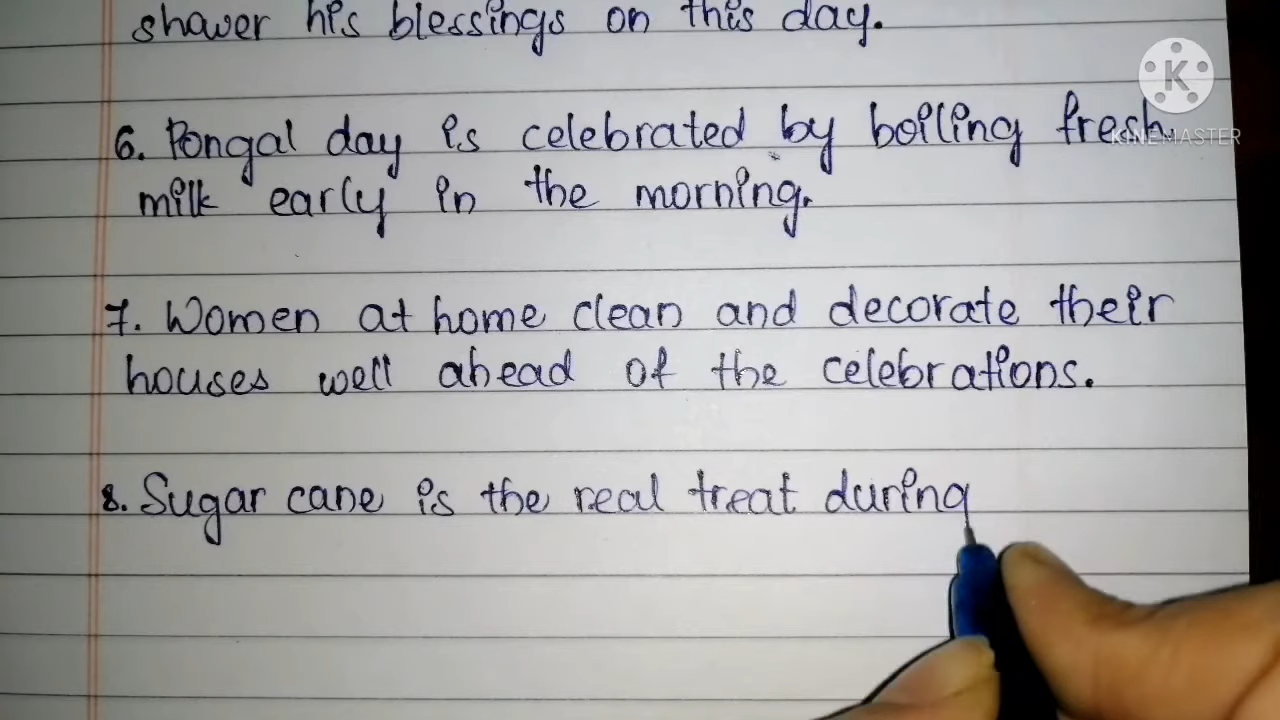 shower his blessings on this day.
6. Pongal day is celebrated by boiling fresh
milk early in the morning.
7. Women at home clean and decorate their
houses well ahead of the celebrations.
8. Sugar cane is the real treat during
K
KINEMASTER